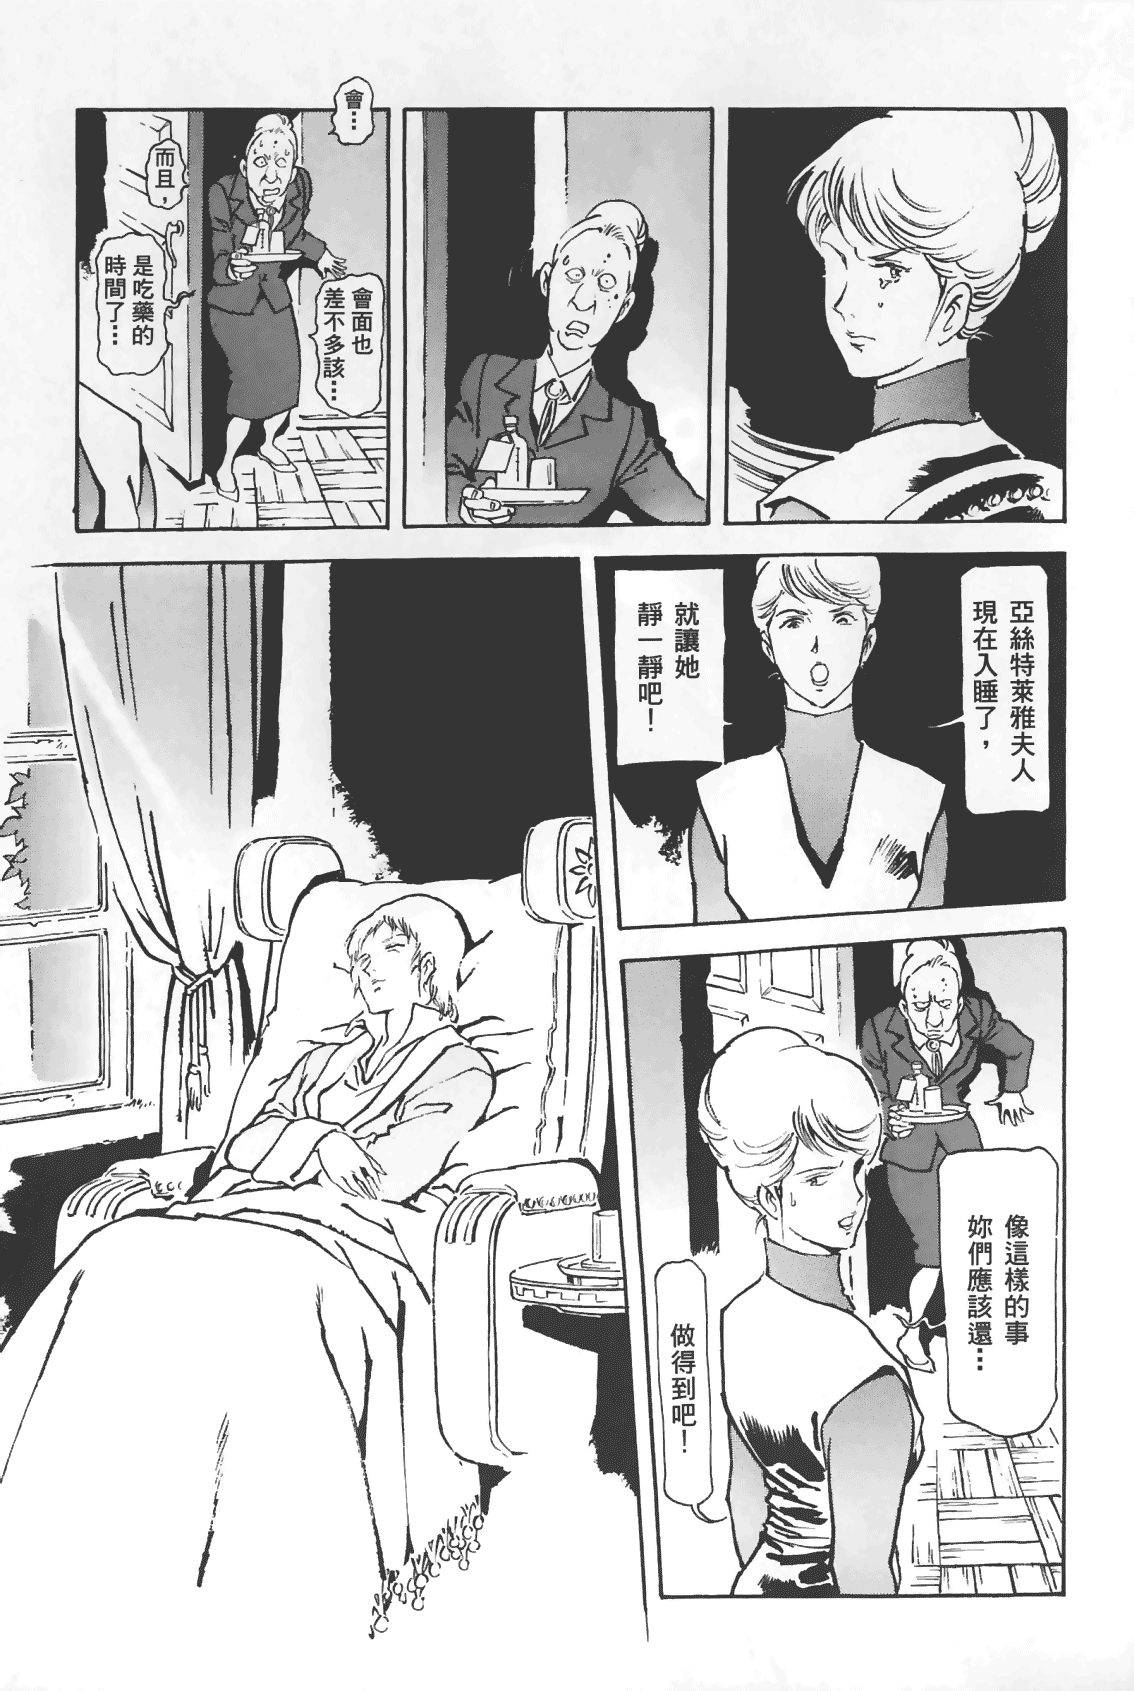 會…
會面也
差不多該…
而且，
是吃藥的
時間了…
亞絲特萊雅夫人
現在入睡了，
就讓她
靜一靜吧！
像這樣的事
妳們應該還…
做得到吧！